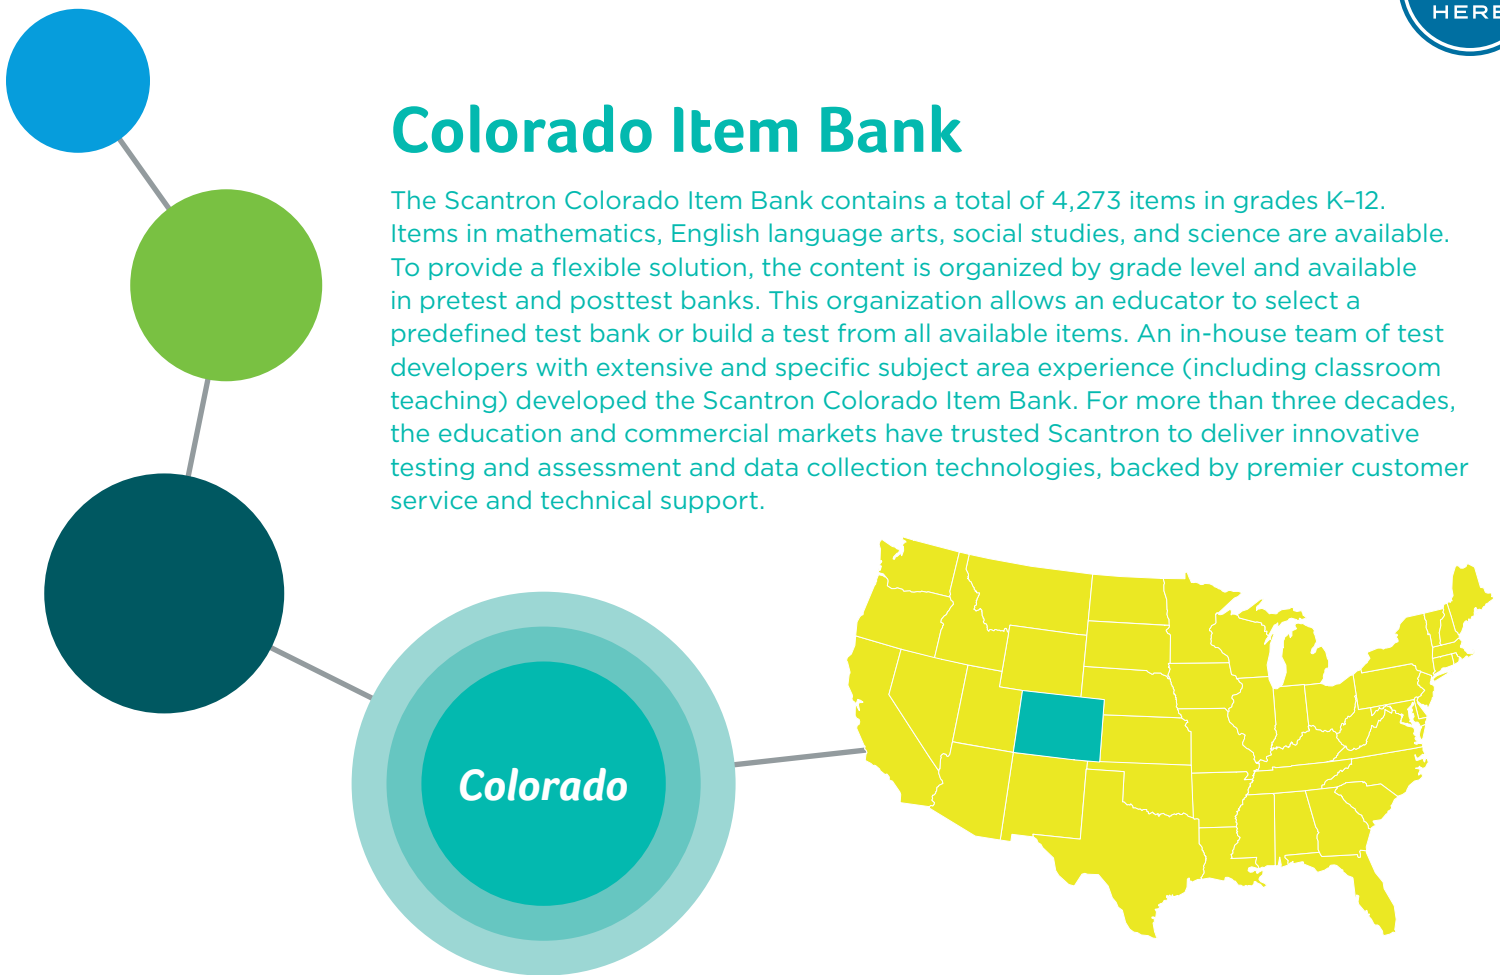 HERE
Colorado Item Bank
The Scantron Colorado Item Bank contains a total of 4,273 items in grades K–12.
Items in mathematics, English language arts, social studies, and science are available.
To provide a flexible solution, the content is organized by grade level and available
in pretest and posttest banks. This organization allows an educator to select a
predefined test bank or build a test from all available items. An in-house team of test
developers with extensive and specific subject area experience (including classroom
teaching) developed the Scantron Colorado Item Bank. For more than three decades,
the education and commercial markets have trusted Scantron to deliver innovative
testing and assessment and data collection technologies, backed by premier customer
service and technical support.
Colorado